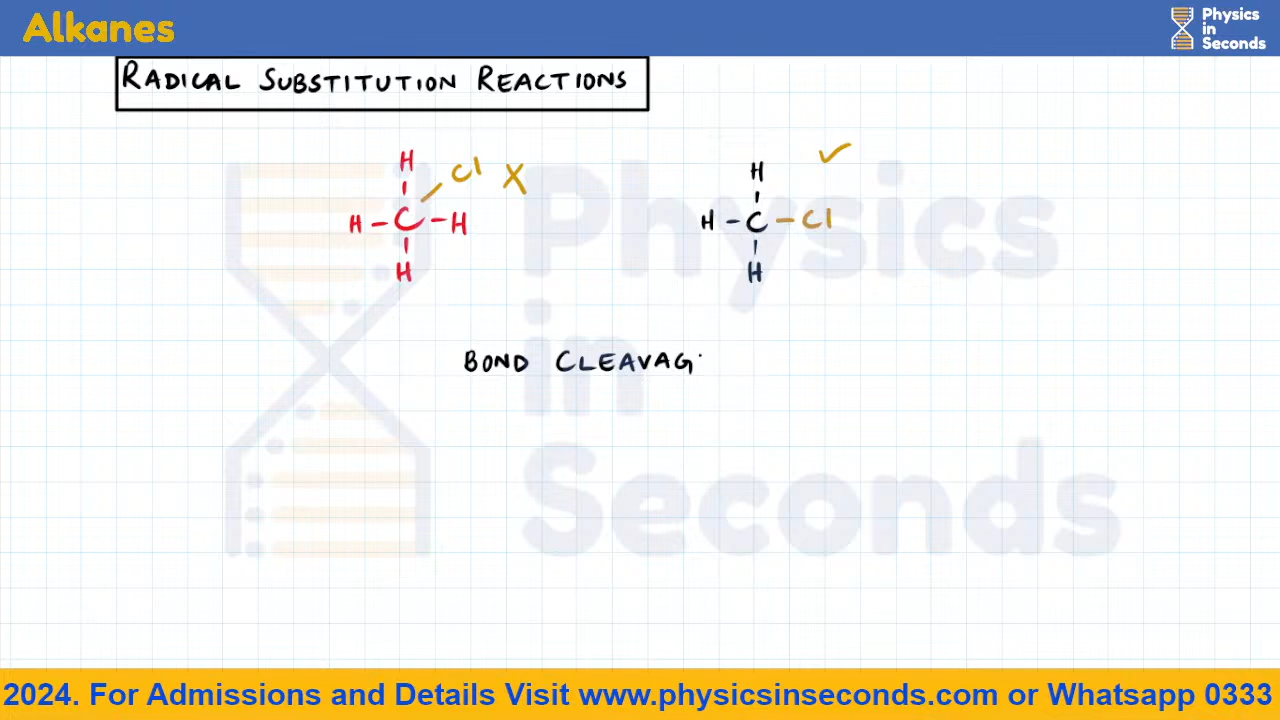 Alkanes
Physics
in
Seconds
RADICAL SUBSTITUTION REACTIONS
H
Cl X
H - C - H
H
H
H - C - Cl
H
BOND CLEAVAG
Physics
in
Seconds
2024. For Admissions and Details Visit www.physicsinseconds.com or Whatsapp 0333